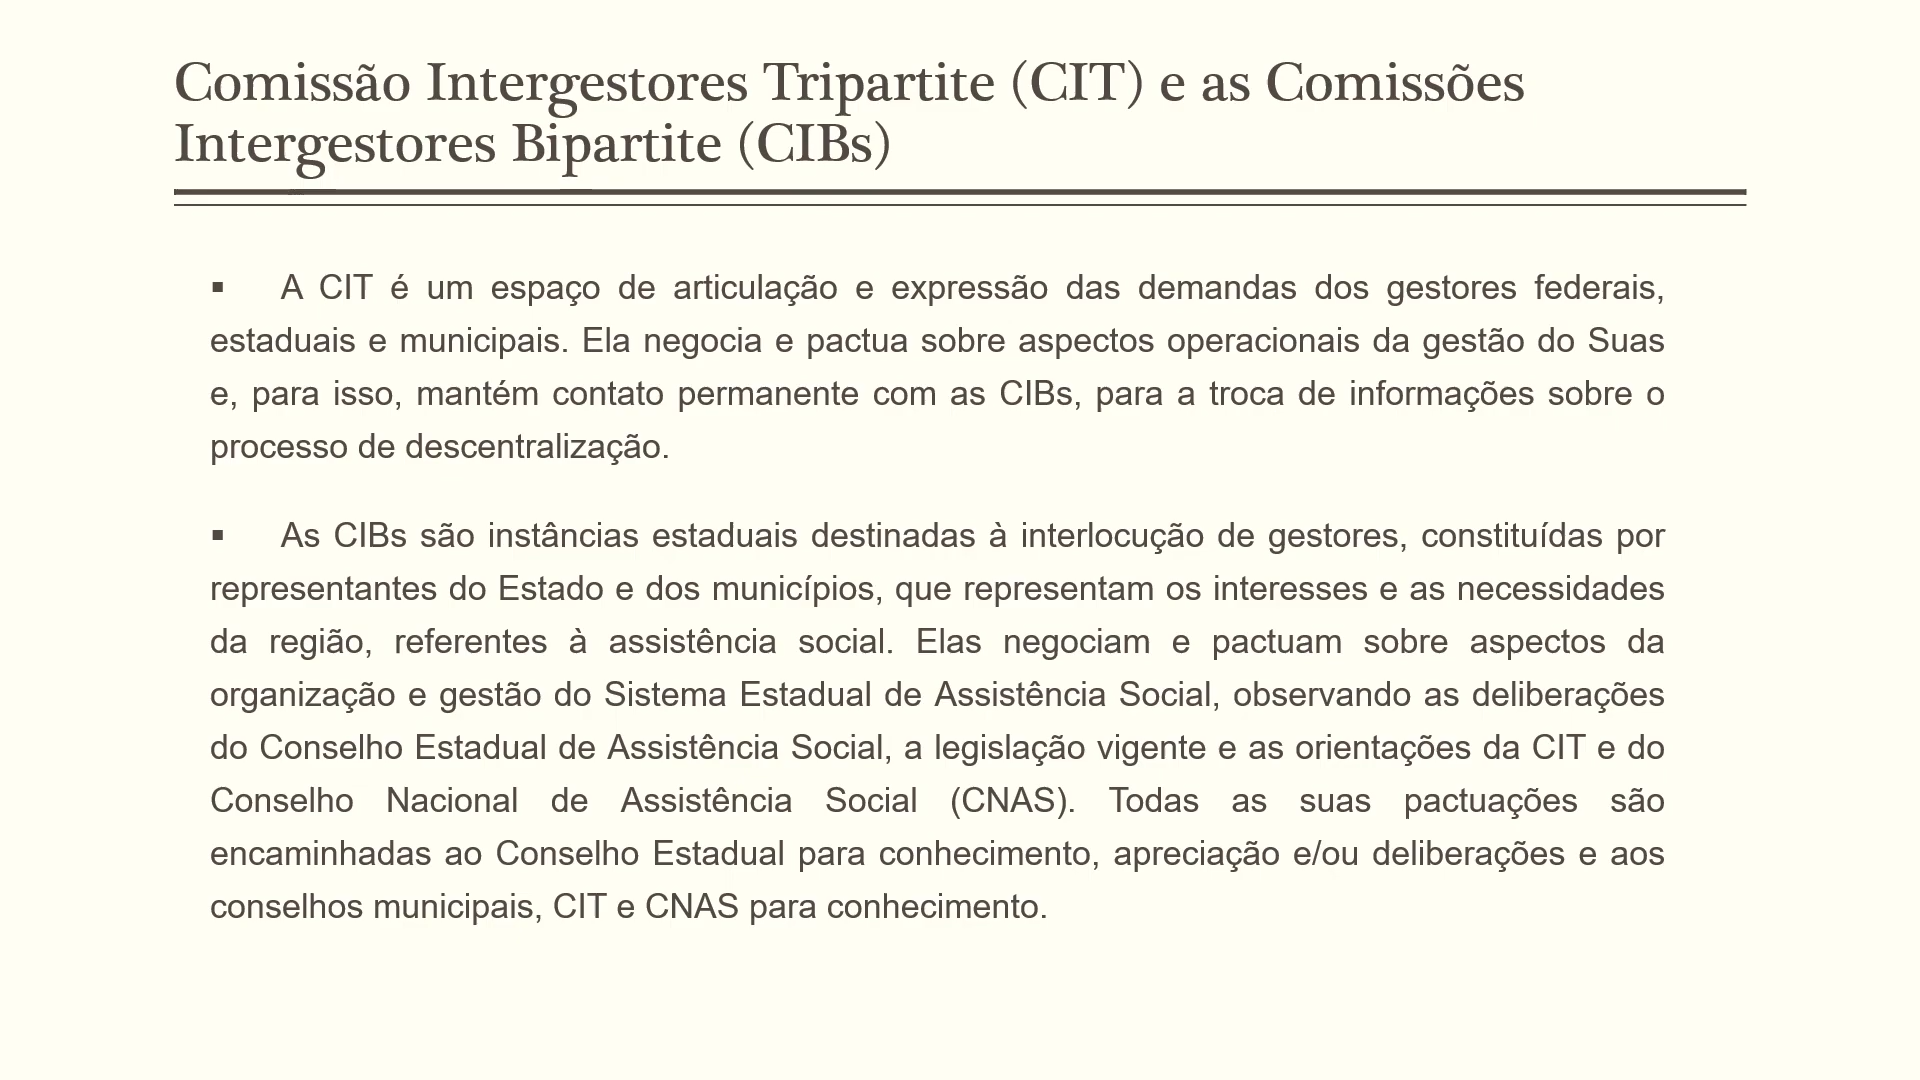 Comissão Intergestores Tripartite (CIT) e as Comissões
Intergestores Bipartite (CIBs)
▪ A CIT é um espaço de articulação e expressão das demandas dos gestores federais,
estaduais e municipais. Ela negocia e pactua sobre aspectos operacionais da gestão do Suas
e, para isso, mantém contato permanente com as CIBs, para a troca de informações sobre o
processo de descentralização.
▪ As CIBs são instâncias estaduais destinadas à interlocução de gestores, constituídas por
representantes do Estado e dos municípios, que representam os interesses e as necessidades
da região, referentes à assistência social. Elas negociam e pactuam sobre aspectos da
organização e gestão do Sistema Estadual de Assistência Social, observando as deliberações
do Conselho Estadual de Assistência Social, a legislação vigente e as orientações da CIT e do
Conselho Nacional de Assistência Social (CNAS). Todas as suas pactuações são
encaminhadas ao Conselho Estadual para conhecimento, apreciação e/ou deliberações e aos
conselhos municipais, CIT e CNAS para conhecimento.